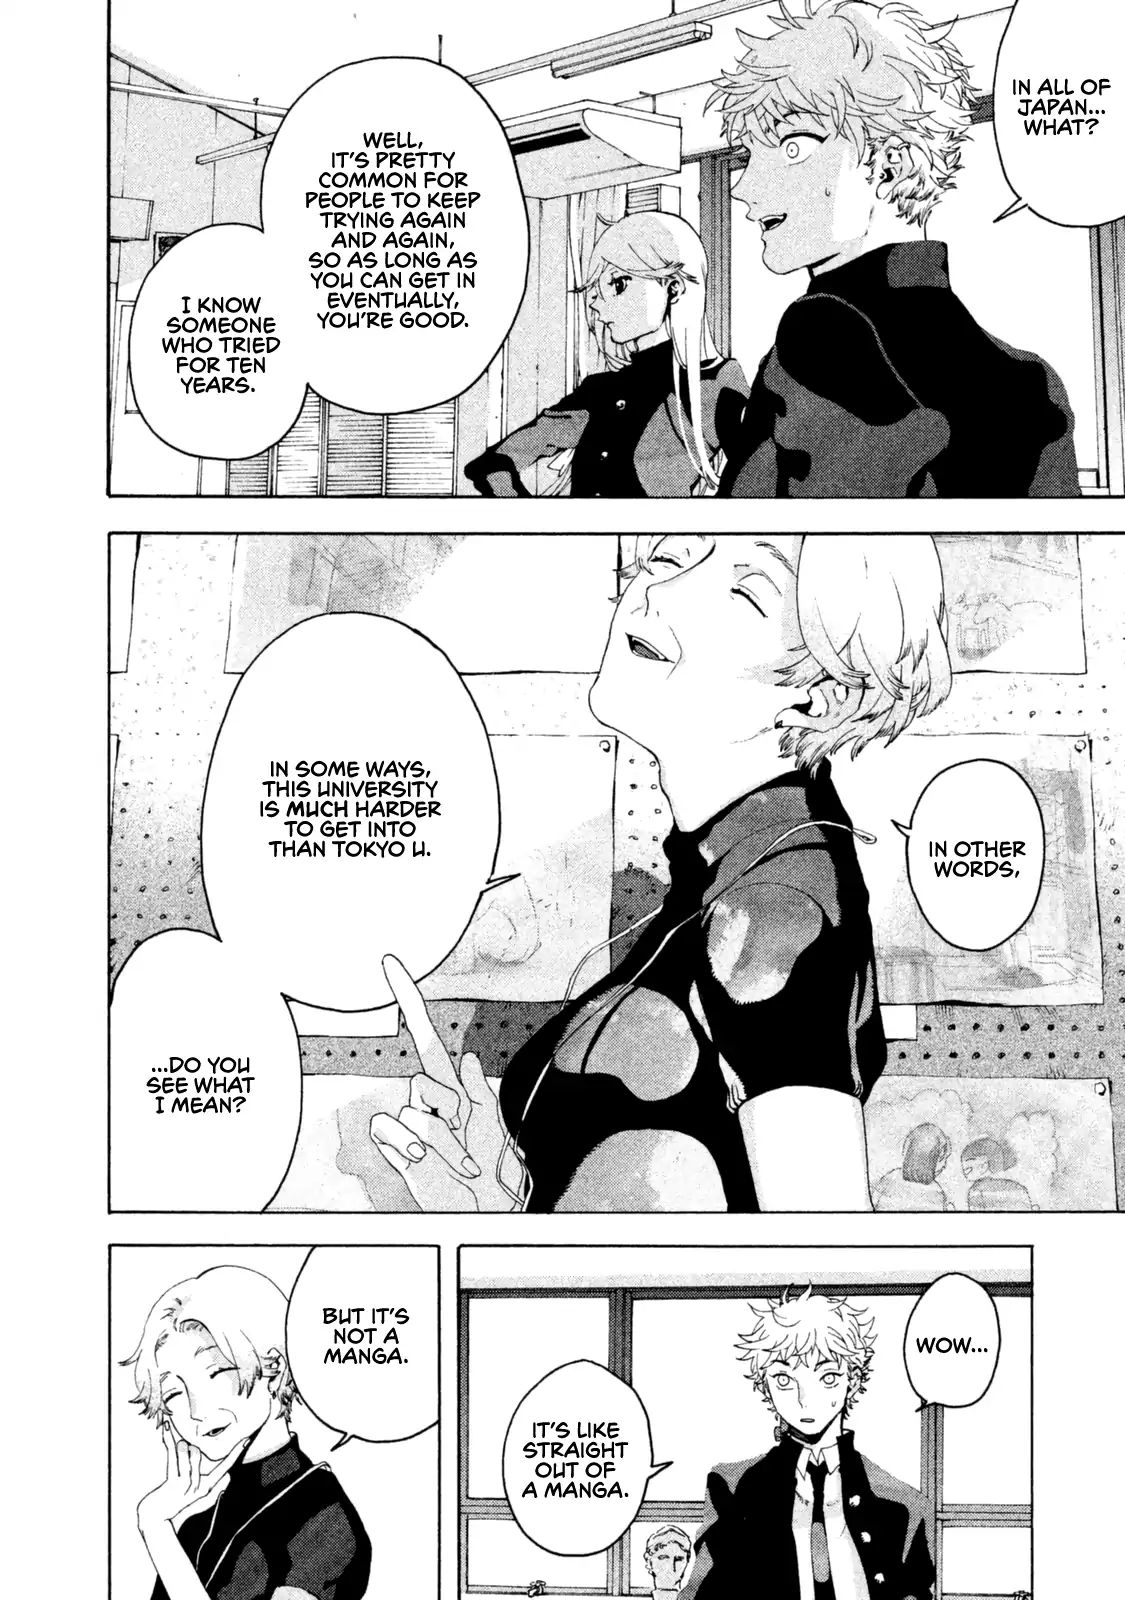 IN ALL OF
JAPAN...
WHAT?
WELL,
IT'S PRETTY
COMMON FOR
PEOPLE TO KEEP
TRYING AGAIN
AND AGAIN,
SO AS LONG AS
YOU CAN GET IN
EVENTUALLY,
YOU'RE GOOD.
I KNOW
SOMEONE
WHO TRIED
FOR TEN
YEARS.
IN OTHER
WORDS,
IN SOME WAYS,
THIS UNIVERSITY
IS MUCH HARDER
TO GET INTO
THAN TOKYO U.
...DO YOU
SEE WHAT
I MEAN?
WOW...
IT'S LIKE
STRAIGHT
OUT OF
A MANGA.
BUT IT'S
NOT A
MANGA.